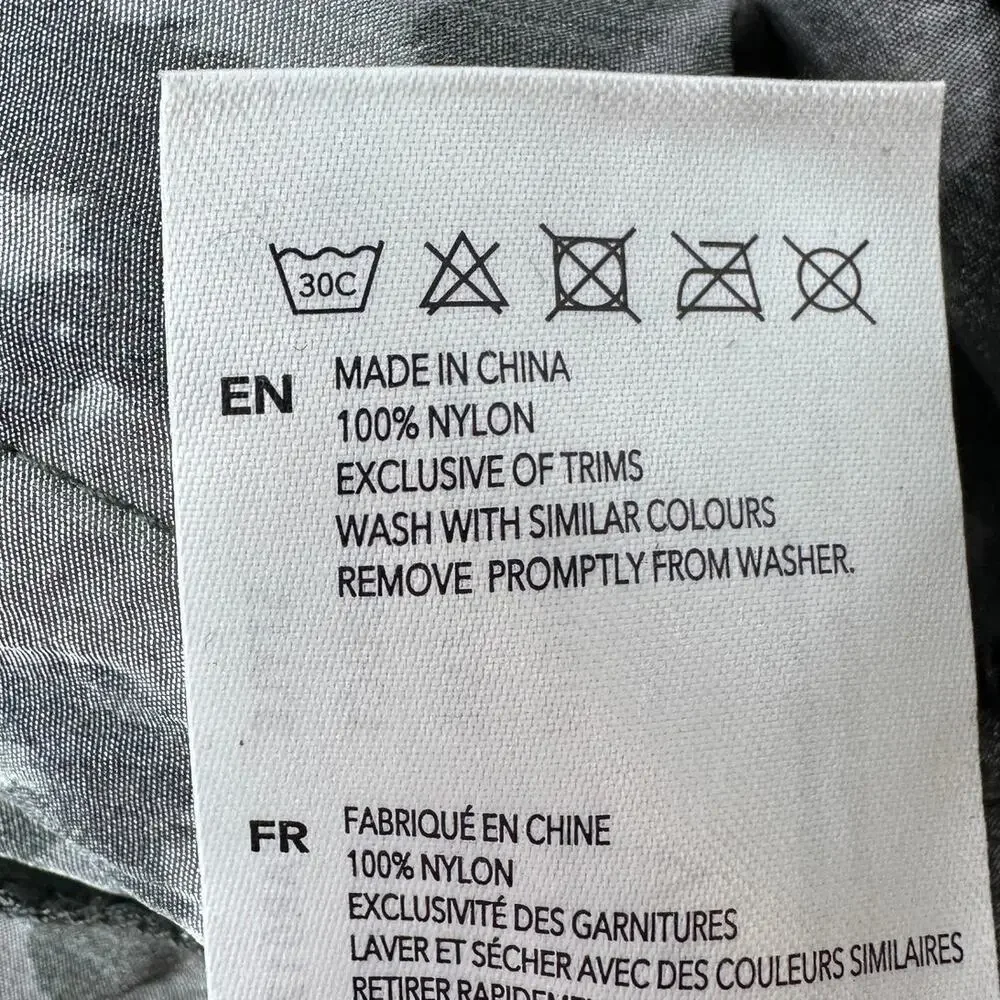 30C
EN
MADE IN CHINA
100% NYLON
EXCLUSIVE OF TRIMS
WASH WITH SIMILAR COLOURS
REMOVE PROMPTLY FROM WASHER.
FR
FABRIQUÉ EN CHINE
100% NYLON
EXCLUSIVITÉ DES GARNITURES
LAVER ET SÉCHER AVEC DES COULEURS SIMILAIRES
RETIRER